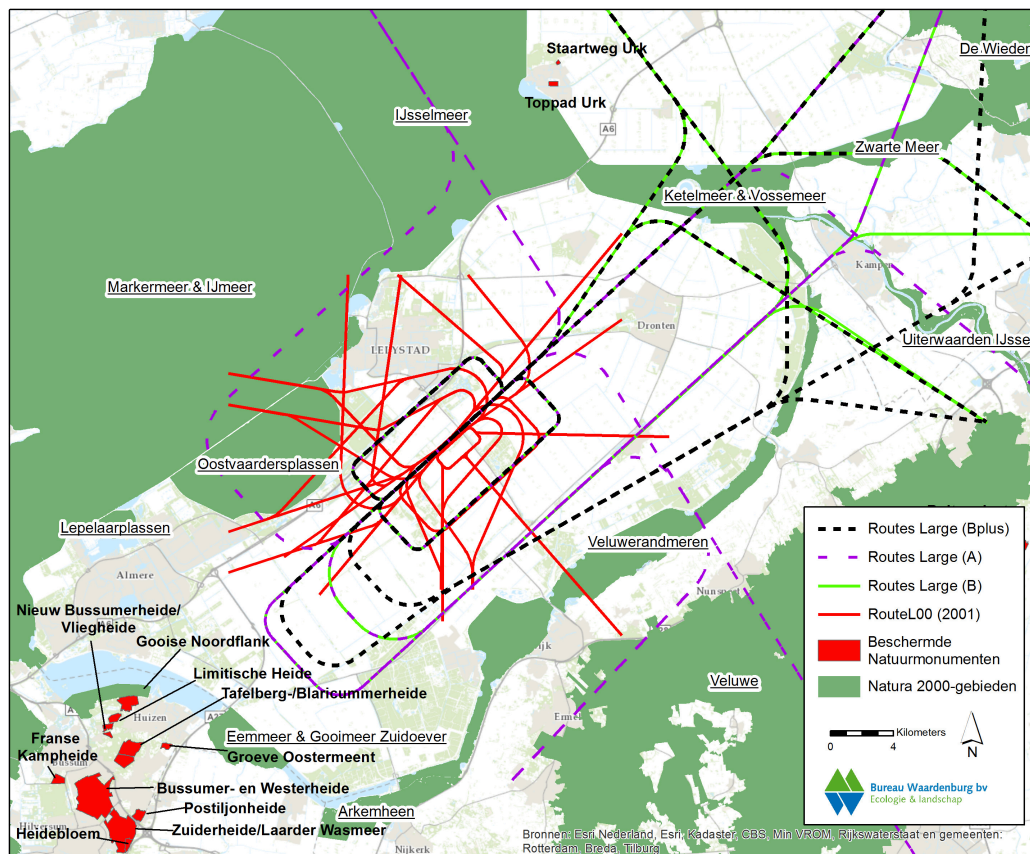 Staartweg Urk
De Wieden
Toppad Urk
IJsselmeer
A6
Zwarte Meer
Ketelmeer & Vossemeer
Kampen
Markermeer & IJmeer
Dronten
LELYSTAD
Uiterwaarden IJsse
Oostvaardersplassen
A6
Lepelaarplassen
Veluwerandmeren
Almere
Nunspeet
Nieuw Bussumerheide/
Vliegheide
Gooise Noordflank
Limitische Heide
Tafelberg-/Blaricummerheide
Huizen
Veluwe
Ermel
Eemmeer & Gooimeer Zuidoever
Groeve Oostermeent
Franse
Kampheide
Bussum
Bussumer- en Westerheide
Postiljonheide
Arkemheen
Hilversum
Zuiderheide/Laarder Wasmeer
Heidebloem
Nijkerk
Routes Large (Bplus)
Routes Large (A)
Routes Large (B)
RouteL00 (2001)
Beschermde
Natuurmonumenten
Natura 2000-gebieden
Kilometers
0 4
N
Bureau Waardenburg bv
Ecologie & landschap
Bronnen: Esri Nederland, Esri, Kadaster, CBS, Min VROM, Rijkswaterstaat en gemeenten:
Rotterdam, Breda, Tilburg